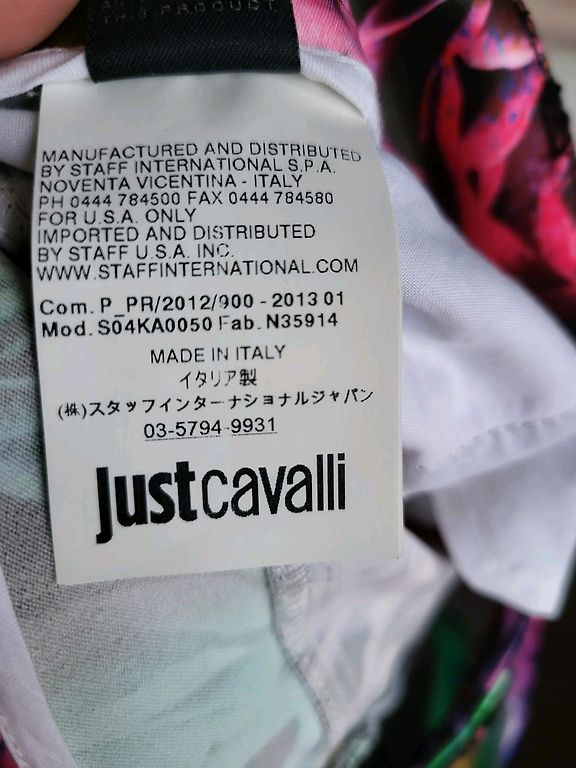 THIS PRODUCT
MANUFACTURED AND DISTRIBUTED
BY STAFF INTERNATIONAL S.P.A.
NOVENTA VICENTINA - ITALY
PH 0444 784500 FAX 0444 784580
FOR U.S.A. ONLY
IMPORTED AND DISTRIBUTED
BY STAFF U.S.A. INC.
WWW.STAFFINTERNATIONAL.COM
Com. P_PR/2012/900 - 2013 01
Mod. S04KA0050 Fab. N35914
MADE IN ITALY
イタリア製
(株)スタッフインターナショナルジャパン
03-5794-9931
justcavalli